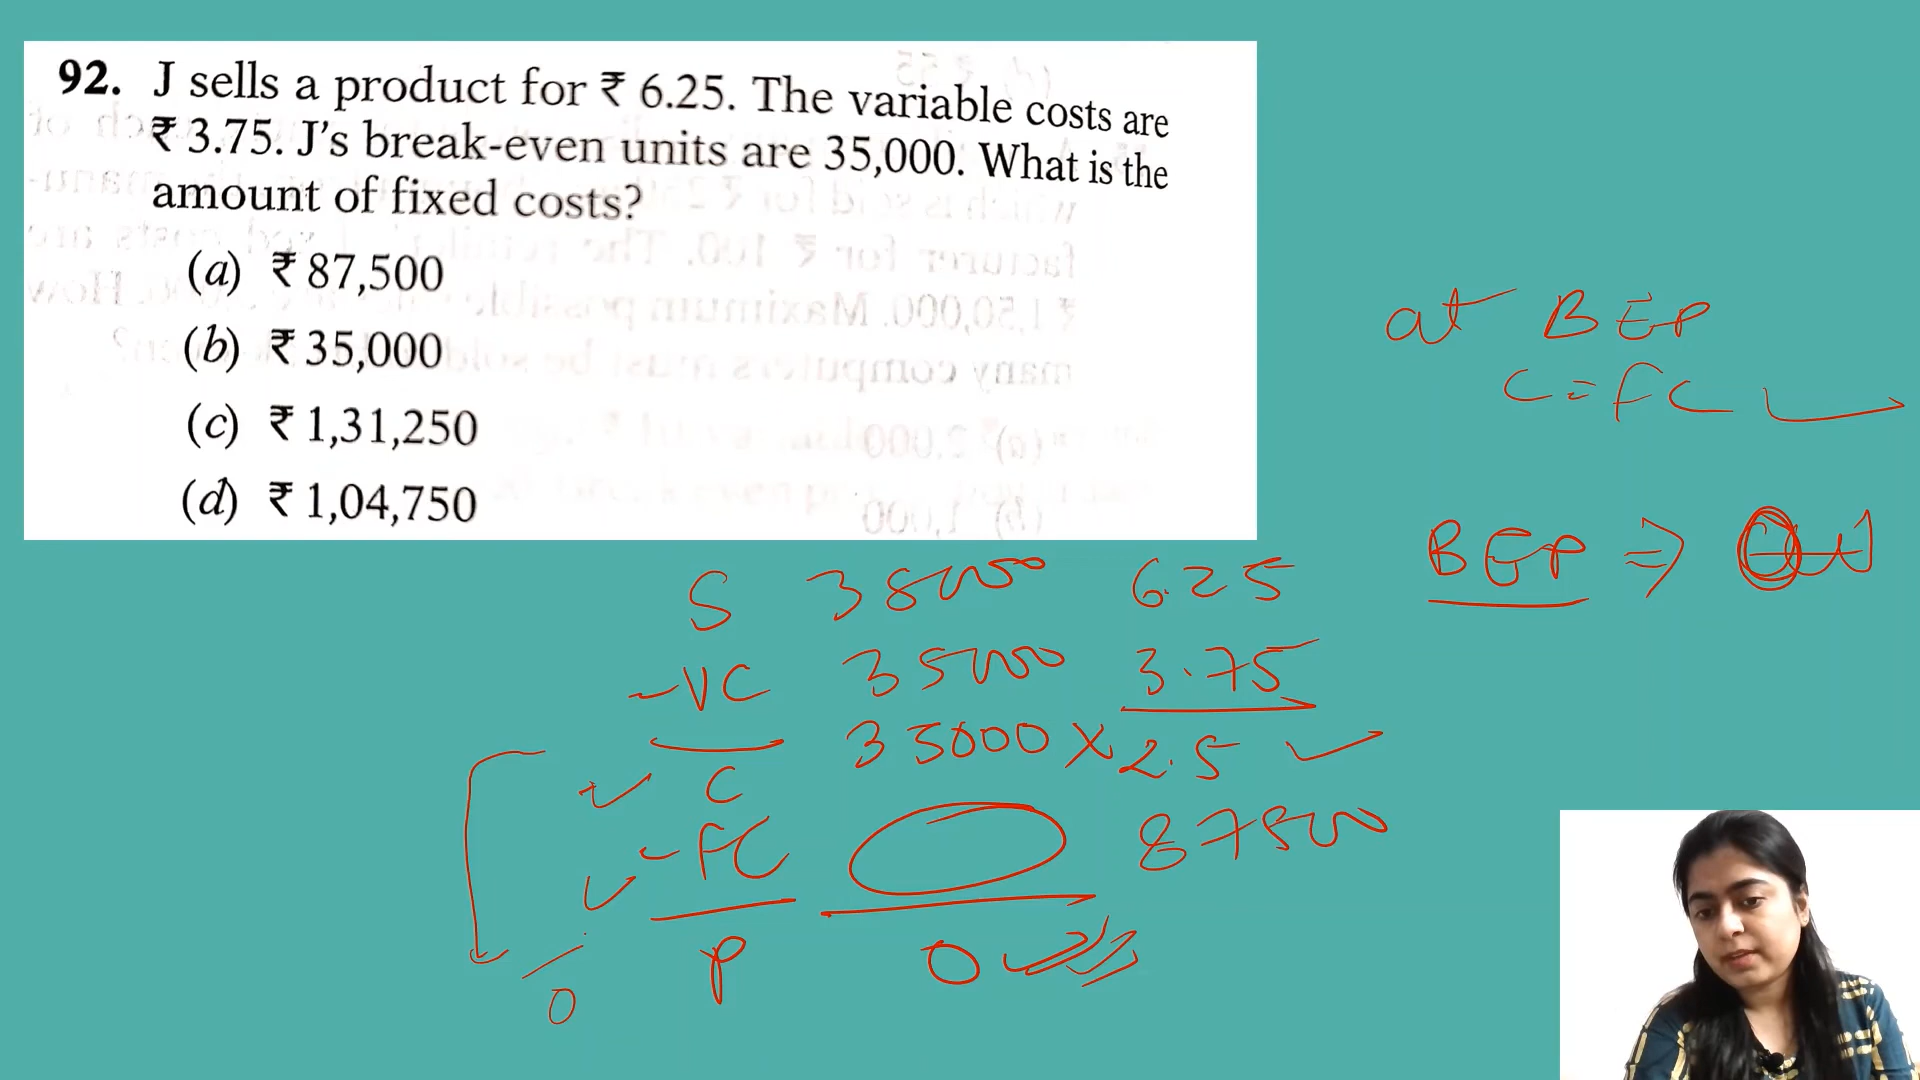 92. J sells a product for ₹ 6.25. The variable costs are
₹ 3.75. J's break-even units are 35,000. What is the
amount of fixed costs?
(a) ₹ 87,500
(b) ₹ 35,000
(c) ₹ 1,31,250
(d) ₹ 1,04,750
at BEP
C = FC
BEP ⇒
S 35000 6.25
- VC 35000 3.75
35000 × 2.5
C
- FC 87500
P 0
0